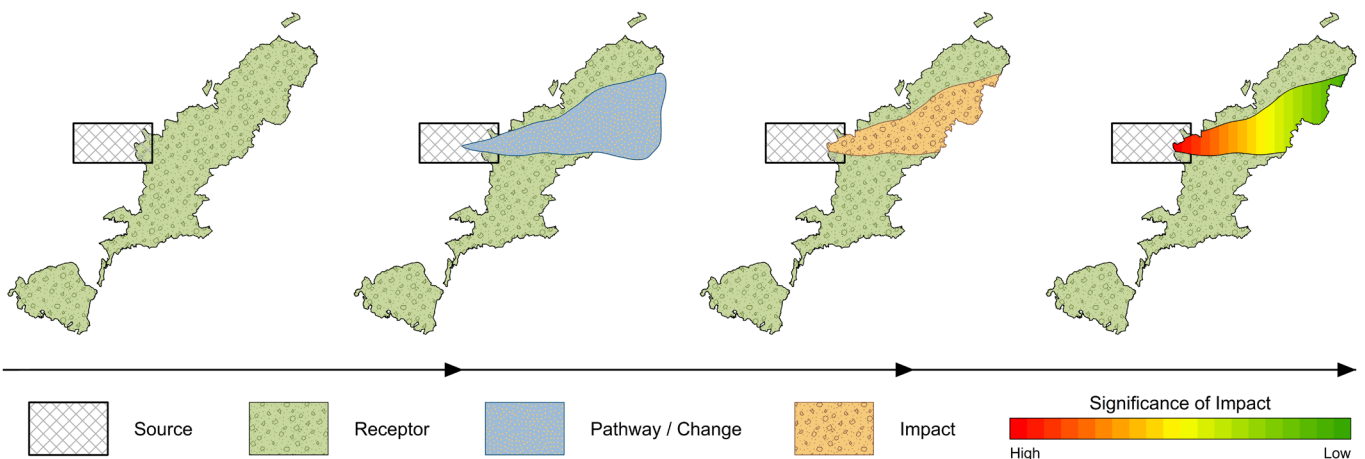 Source
Receptor
Pathway / Change
Impact
Significance of Impact
High
Low